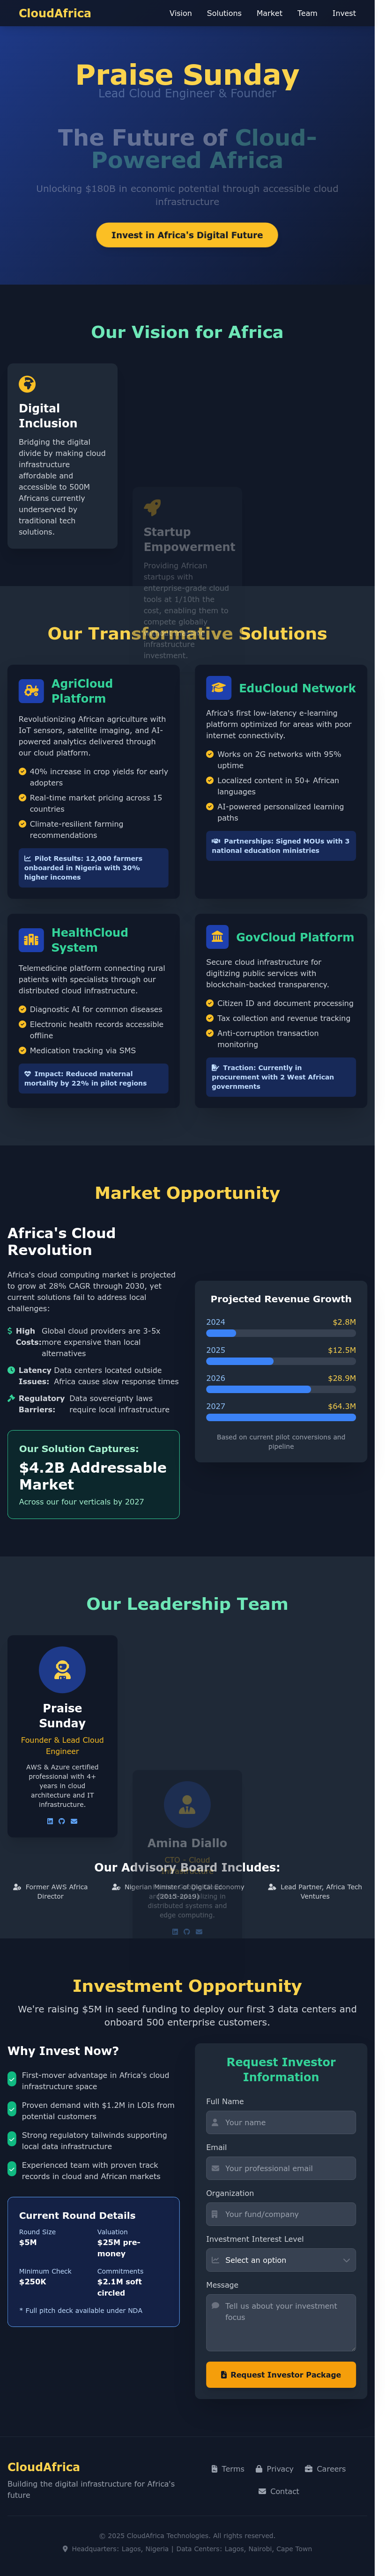 CloudAfrica
Vision Solutions Market Team Invest
Praise Sunday
Lead Cloud Engineer & Founder
The Future of Cloud-
Powered Africa
Unlocking $180B in economic potential through accessible cloud
infrastructure
Invest in Africa's Digital Future
Our Vision for Africa
Digital
Inclusion
Bridging the digital
divide by making cloud
infrastructure
affordable and
accessible to 500M
Africans currently
underserved by
traditional tech
solutions.
Startup
Empowerment
Providing African
startups with
enterprise-grade cloud
tools at 1/10th the
cost, enabling them to
compete globally
infrastructure
investment.
Our Transformative Solutions
AgriCloud
Platform
Revolutionizing African agriculture with
IoT sensors, satellite imaging, and AI-
powered analytics delivered through
our cloud platform.
40% increase in crop yields for early
adopters
Real-time market pricing across 15
countries
Climate-resilient farming
recommendations
Pilot Results: 12,000 farmers
onboarded in Nigeria with 30%
higher incomes
EduCloud Network
Africa's first low-latency e-learning
platform optimized for areas with poor
internet connectivity.
Works on 2G networks with 95%
uptime
Localized content in 50+ African
languages
AI-powered personalized learning
paths
Partnerships: Signed MOUs with 3
national education ministries
HealthCloud
System
Telemedicine platform connecting rural
patients with specialists through our
distributed cloud infrastructure.
Diagnostic AI for common diseases
Electronic health records accessible
offline
Medication tracking via SMS
Impact: Reduced maternal
mortality by 22% in pilot regions
GovCloud Platform
Secure cloud infrastructure for
digitizing public services with
blockchain-backed transparency.
Citizen ID and document processing
Tax collection and revenue tracking
Anti-corruption transaction
monitoring
Traction: Currently in
procurement with 2 West African
governments
Market Opportunity
Africa's Cloud
Revolution
Africa's cloud computing market is projected
to grow at 28% CAGR through 2030, yet
current solutions fail to address local
challenges:
High Global cloud providers are 3-5x
Costs: more expensive than local
alternatives
Latency Data centers located outside
Issues: Africa cause slow response times
Regulatory Data sovereignty laws
Barriers: require local infrastructure
Our Solution Captures:
$4.2B Addressable
Market
Across our four verticals by 2027
Projected Revenue Growth
2024 $2.8M
2025 $12.5M
2026 $28.9M
2027 $64.3M
Based on current pilot conversions and
pipeline
Our Leadership Team
Praise
Sunday
Founder & Lead Cloud
Engineer
AWS & Azure certified
professional with 4+
years in cloud
architecture and IT
infrastructure.
Amina Diallo
CTO - Cloud
distributed systems and
edge computing.
Our Advisory Board Includes:
Former AWS Africa
Director
Nigerian Minister of Digital Economy
(2015-2019)
Lead Partner, Africa Tech
Ventures
Investment Opportunity
We're raising $5M in seed funding to deploy our first 3 data centers and
onboard 500 enterprise customers.
Why Invest Now?
First-mover advantage in Africa's cloud
infrastructure space
Proven demand with $1.2M in LOIs from
potential customers
Strong regulatory tailwinds supporting
local data infrastructure
Experienced team with proven track
records in cloud and African markets
Current Round Details
Round Size Valuation
$5M $25M pre-
money
Minimum Check Commitments
$250K $2.1M soft
circled
* Full pitch deck available under NDA
Request Investor
Information
Full Name
Your name
Email
Your professional email
Organization
Your fund/company
Investment Interest Level
Select an option
Message
Tell us about your investment
focus
Request Investor Package
CloudAfrica
Building the digital infrastructure for Africa's
future
Terms Privacy Careers
Contact
© 2025 CloudAfrica Technologies. All rights reserved.
Headquarters: Lagos, Nigeria | Data Centers: Lagos, Nairobi, Cape Town